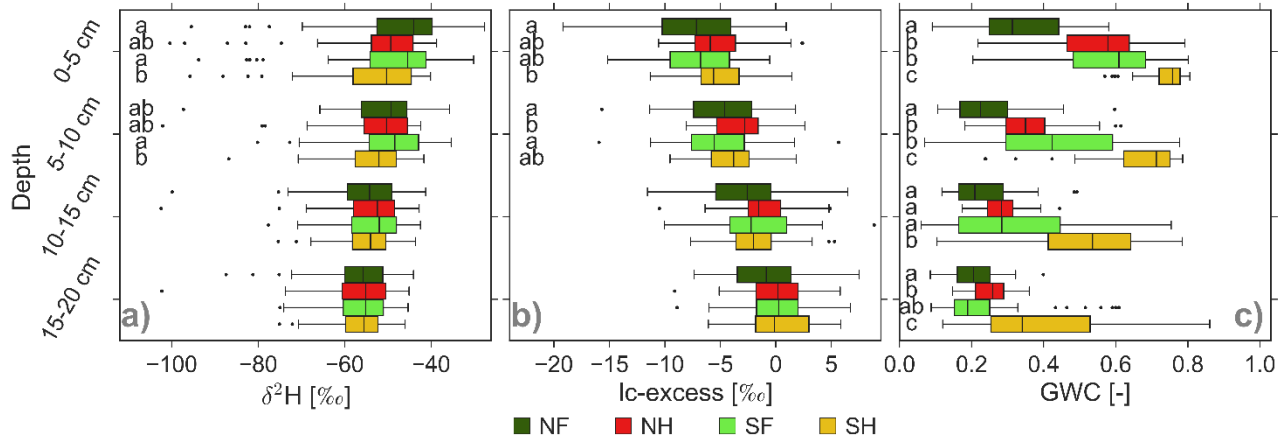 Depth
0-5 cm
a
ab
a
b
5-10 cm
ab
ab
a
b
10-15 cm
15-20 cm
a)
−100 −80 −60 −40
δ²H [‰]
a
ab
a
b
a
b
a
ab
b)
−20 −15 −10 −5 0 5
lc-excess [‰]
a
b
b
c
a
b
b
c
a
a
a
b
a
b
ab
c
c)
0.0 0.2 0.4 0.6 0.8 1.0
GWC [-]
NF NH SF SH